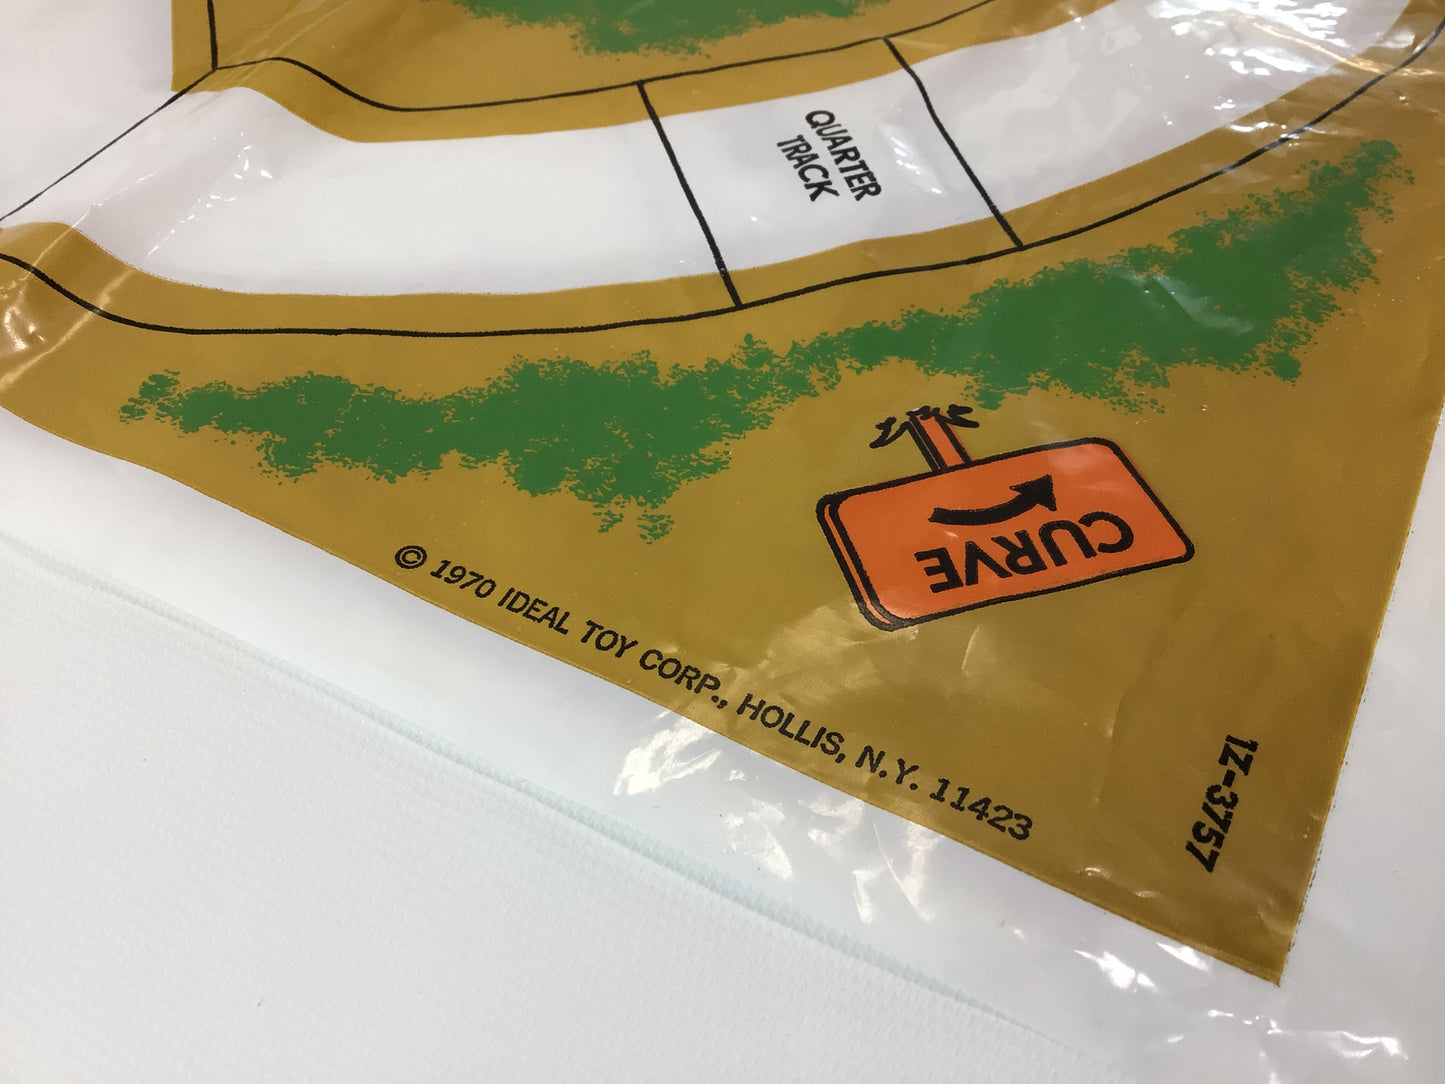 QUARTER
TRACK
CURVE
© 1970 IDEAL TOY CORP., HOLLIS, N.Y. 11423
1Z-3757